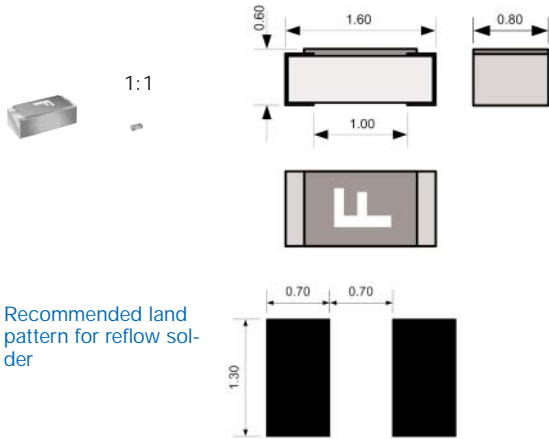 0.60
1.60
0.80
1:1
1.00
F
F
0.70
0.70
Recommended land
pattern for reflow sol-
der
1.30